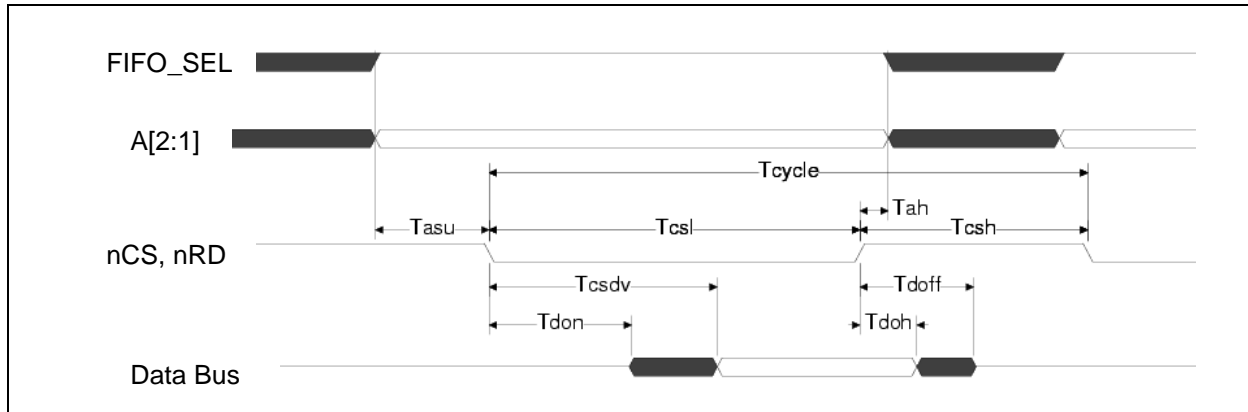 FIFO_SEL
A[2:1]
Tcycle
Tah
Tasu
Tcsl
Tcsh
nCS, nRD
Tcsdv
Tdoff
Tdon
Tdoh
Data Bus